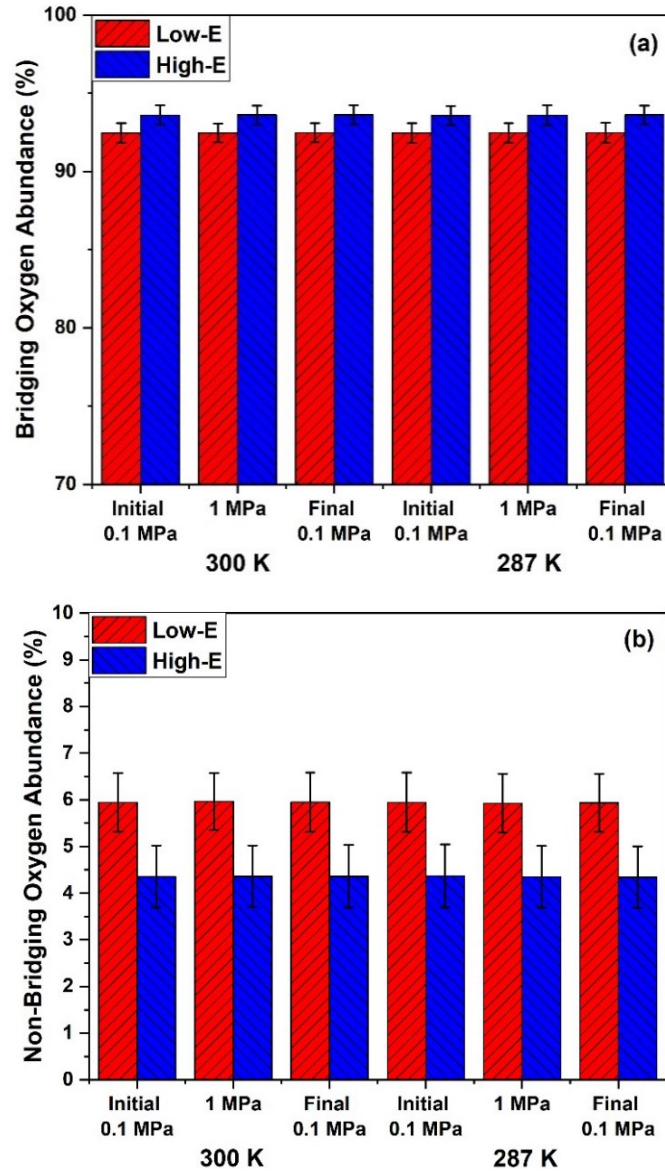 100
Low-E
High-E
(a)
90
80
70
Bridging Oxygen Abundance (%)
Initial 1 MPa Final Initial 1 MPa Final
0.1 MPa 0.1 MPa 0.1 MPa 0.1 MPa
300 K 287 K
10
Low-E
High-E
(b)
9
8
7
6
5
4
3
2
1
0
Non-Bridging Oxygen Abundance (%)
Initial 1 MPa Final Initial 1 MPa Final
0.1 MPa 0.1 MPa 0.1 MPa 0.1 MPa
300 K 287 K